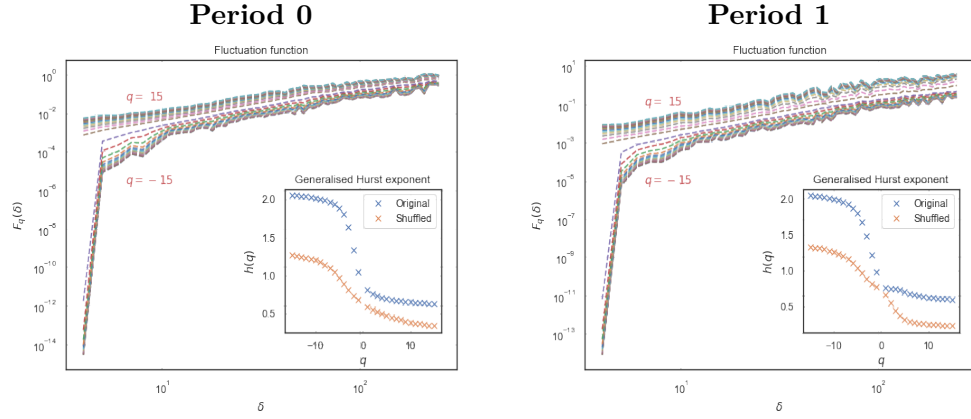 Period 0
Fluctuation function
10^0
10^-2
10^-4
10^-6
10^-8
10^-10
10^-12
10^-14
F_q(δ)
q = 15
q = −15
Generalised Hurst exponent
Original
Shuffled
2.0
1.5
1.0
0.5
h(q)
−10
0
10
q
10^1
10^2
δ
Period 1
Fluctuation function
10^1
10^-1
10^-3
10^-5
10^-7
10^-9
10^-11
10^-13
F_q(δ)
q = 15
q = −15
Generalised Hurst exponent
Original
Shuffled
2.0
1.5
1.0
0.5
h(q)
−10
0
10
q
10^1
10^2
δ